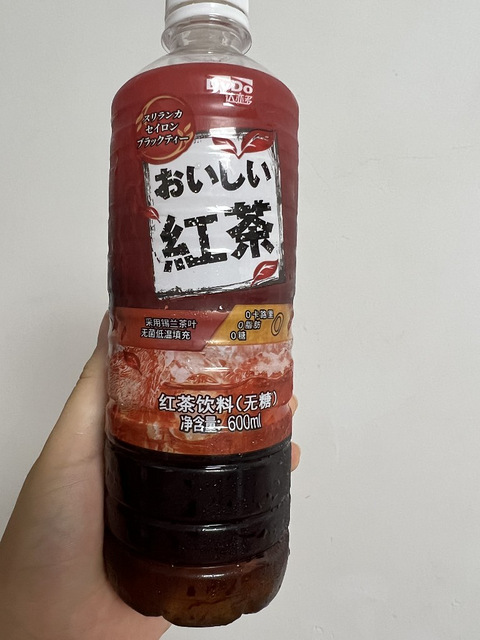 DyDo
达亦多
スリランカ
セイロン
ブラックティー
おいしい
紅茶
采用锡兰茶叶
无菌低温填充
0卡路里
0脂肪
0糖
红茶饮料(无糖)
净含量: 600ml